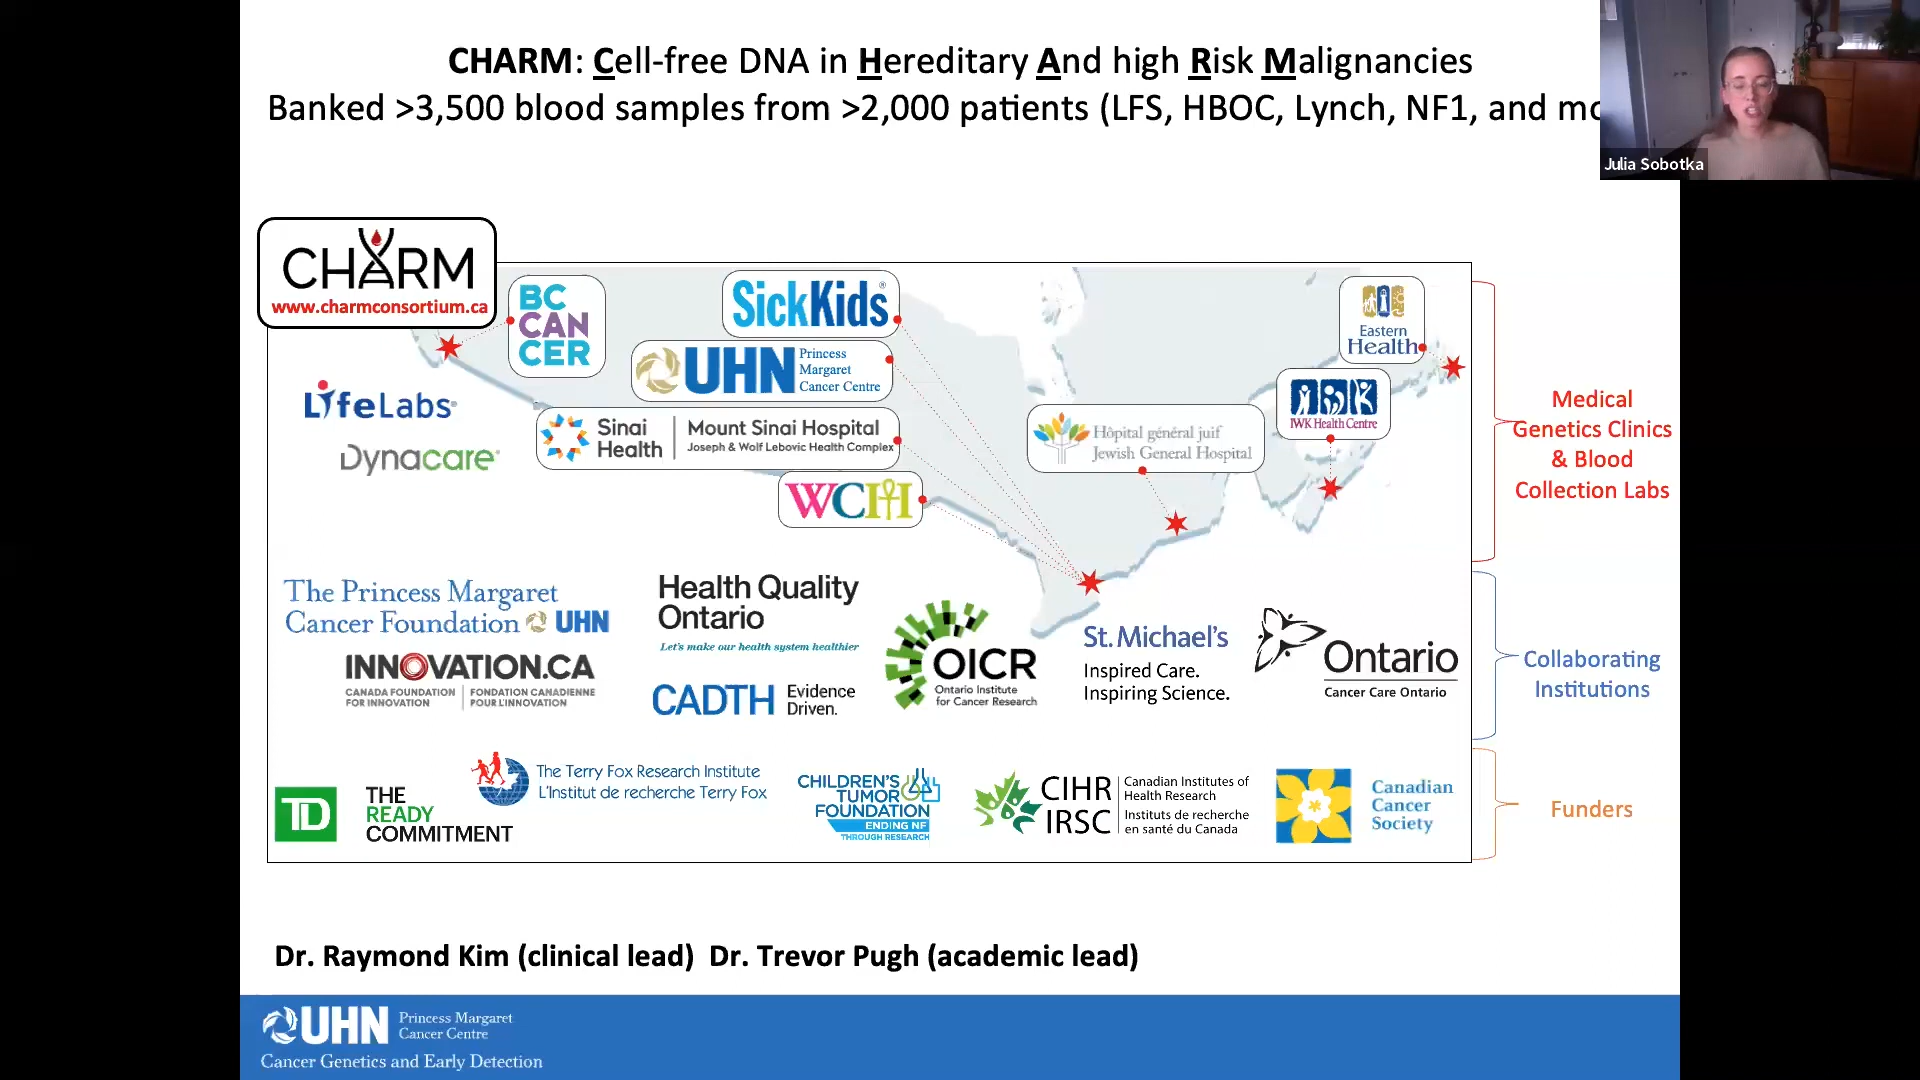 CHARM: Cell-free DNA in Hereditary And high Risk Malignancies
Banked >3,500 blood samples from >2,000 patients (LFS, HBOC, Lynch, NF1, and
Julia Sobotka
CHARM
www.charmconsortium.ca
BC
CAN
CER
SickKids
UHN
Princess
Margaret
Cancer Centre
Sinai
Health
Mount Sinai Hospital
Joseph & Wolf Lebovic Health Complex
WCH
LifeLabs
Dynacare
Hôpital général juif
Jewish General Hospital
Eastern
Health
IWK
IWK Health Centre
Medical
Genetics Clinics
& Blood
Collection Labs
The Princess Margaret
Cancer Foundation UHN
INNOVATION.CA
CANADA FOUNDATION
FOR INNOVATION
FONDATION CANADIENNE
POUR L'INNOVATION
Health Quality
Ontario
Let's make our health system healthier
CADTH
Evidence
Driven.
OICR
Ontario Institute
for Cancer Research
St. Michael's
Inspired Care.
Inspiring Science.
Ontario
Cancer Care Ontario
Collaborating
Institutions
TD
THE
READY
COMMITMENT
The Terry Fox Research Institute
L'Institut de recherche Terry Fox
CHILDREN'S
TUMOR
FOUNDATION
ENDING NF
THROUGH RESEARCH
CIHR
IRSC
Canadian Institutes of
Health Research
Instituts de recherche
en santé du Canada
Canadian
Cancer
Society
Funders
Dr. Raymond Kim (clinical lead) Dr. Trevor Pugh (academic lead)
UHN
Princess Margaret
Cancer Centre
Cancer Genetics and Early Detection